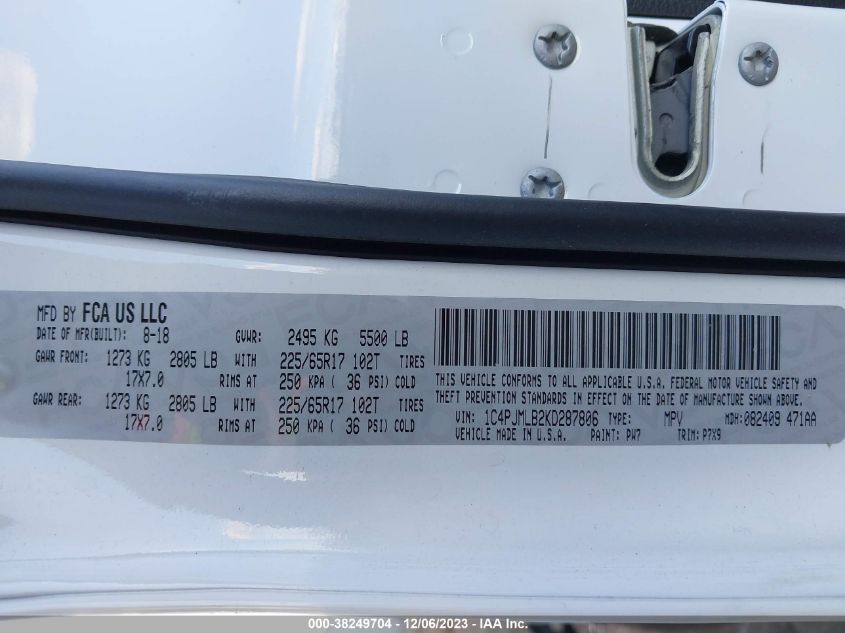 MFD BY FCA US LLC
DATE OF MFR(BUILT): 8-18 GVWR: 2495 KG 5500 LB
GAWR FRONT: 1273 KG 2805 LB WITH 225/65R17 102T TIRES
17X7.0 RIMS AT 250 KPA ( 36 PSI) COLD
GAWR REAR: 1273 KG 2805 LB WITH 225/65R17 102T TIRES
17X7.0 RIMS AT 250 KPA ( 36 PSI) COLD
THIS VEHICLE CONFORMS TO ALL APPLICABLE U.S.A. FEDERAL MOTOR VEHICLE SAFETY AND
THEFT PREVENTION STANDARDS IN EFFECT ON THE DATE OF MANUFACTURE SHOWN ABOVE.
VIN: 1C4PJMLB2KD287806 TYPE: MPV MDH: 082409 471AA
VEHICLE MADE IN U.S.A. PAINT: PW7 TRIM: P7X9
000-38249704 - 12/06/2023 - IAA Inc.